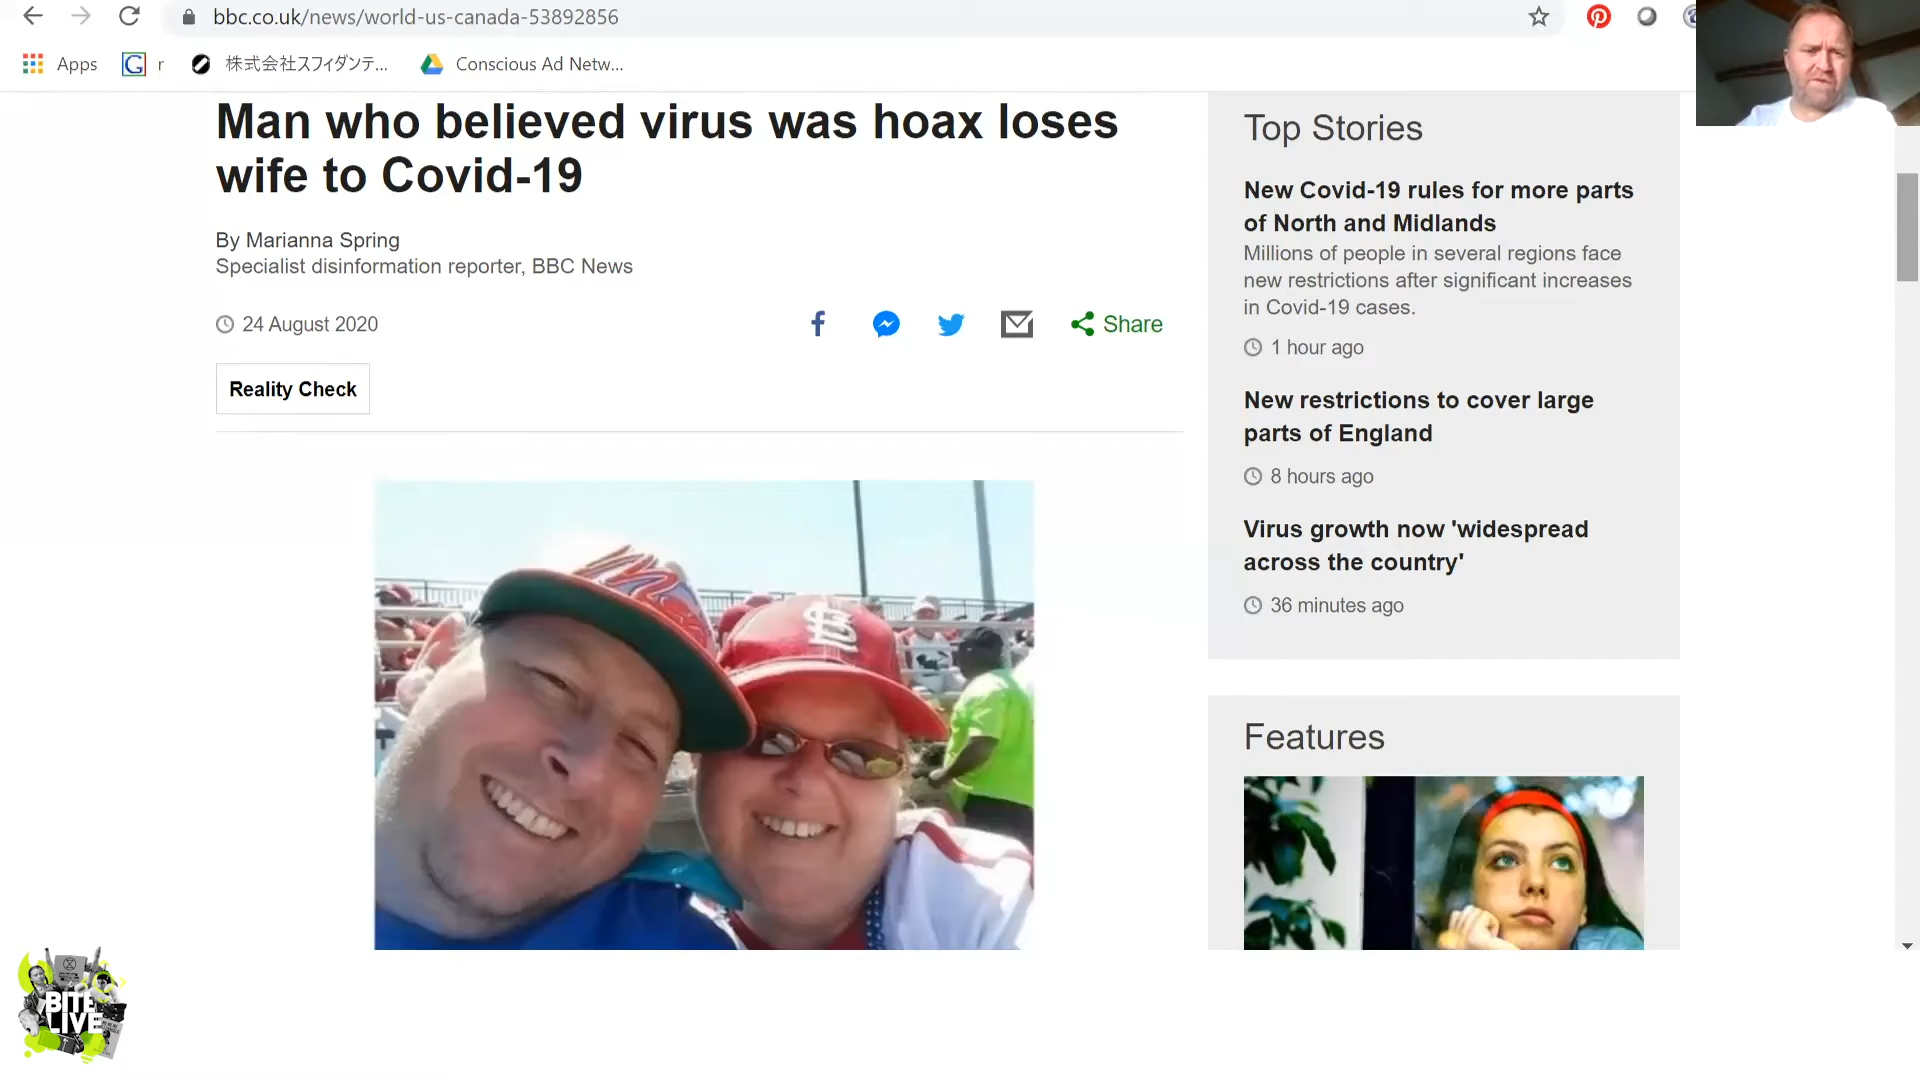 bbc.co.uk/news/world-us-canada-53892856
Apps
G
r
株式会社スフィダンテ...
Conscious Ad Netw...
Man who believed virus was hoax loses
wife to Covid-19
By Marianna Spring
Specialist disinformation reporter, BBC News
24 August 2020
Share
Reality Check
Top Stories
New Covid-19 rules for more parts
of North and Midlands
Millions of people in several regions face
new restrictions after significant increases
in Covid-19 cases.
1 hour ago
New restrictions to cover large
parts of England
8 hours ago
Virus growth now 'widespread
across the country'
36 minutes ago
Features
BITE
LIVE